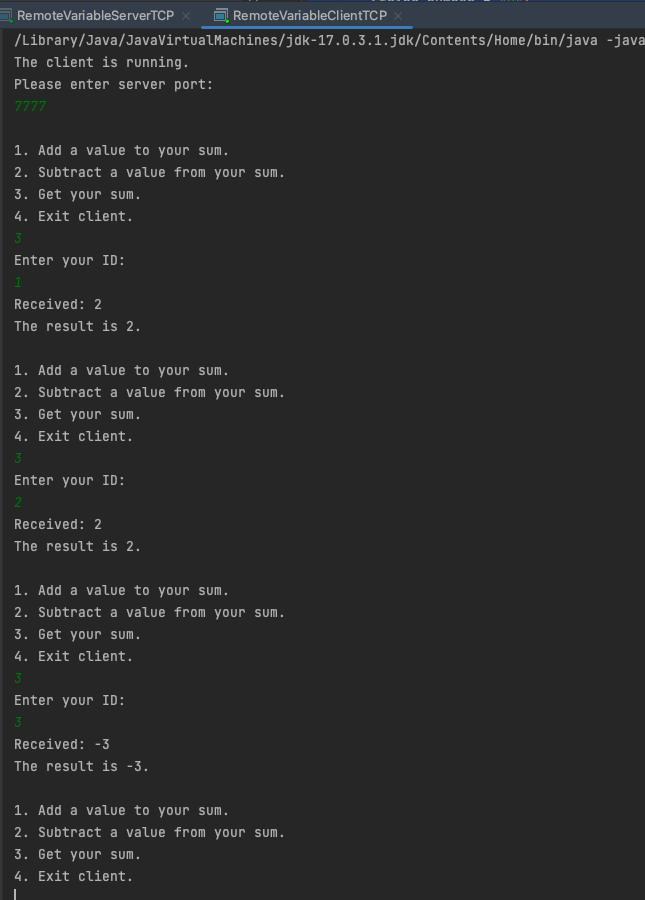 RemoteVariableServerTCP RemoteVariableClientTCP
/Library/Java/JavaVirtualMachines/jdk-17.0.3.1.jdk/Contents/Home/bin/java -java
The client is running.
Please enter server port:
7777
1. Add a value to your sum.
2. Subtract a value from your sum.
3. Get your sum.
4. Exit client.
3
Enter your ID:
1
Received: 2
The result is 2.
1. Add a value to your sum.
2. Subtract a value from your sum.
3. Get your sum.
4. Exit client.
3
Enter your ID:
2
Received: 2
The result is 2.
1. Add a value to your sum.
2. Subtract a value from your sum.
3. Get your sum.
4. Exit client.
3
Enter your ID:
3
Received: -3
The result is -3.
1. Add a value to your sum.
2. Subtract a value from your sum.
3. Get your sum.
4. Exit client.